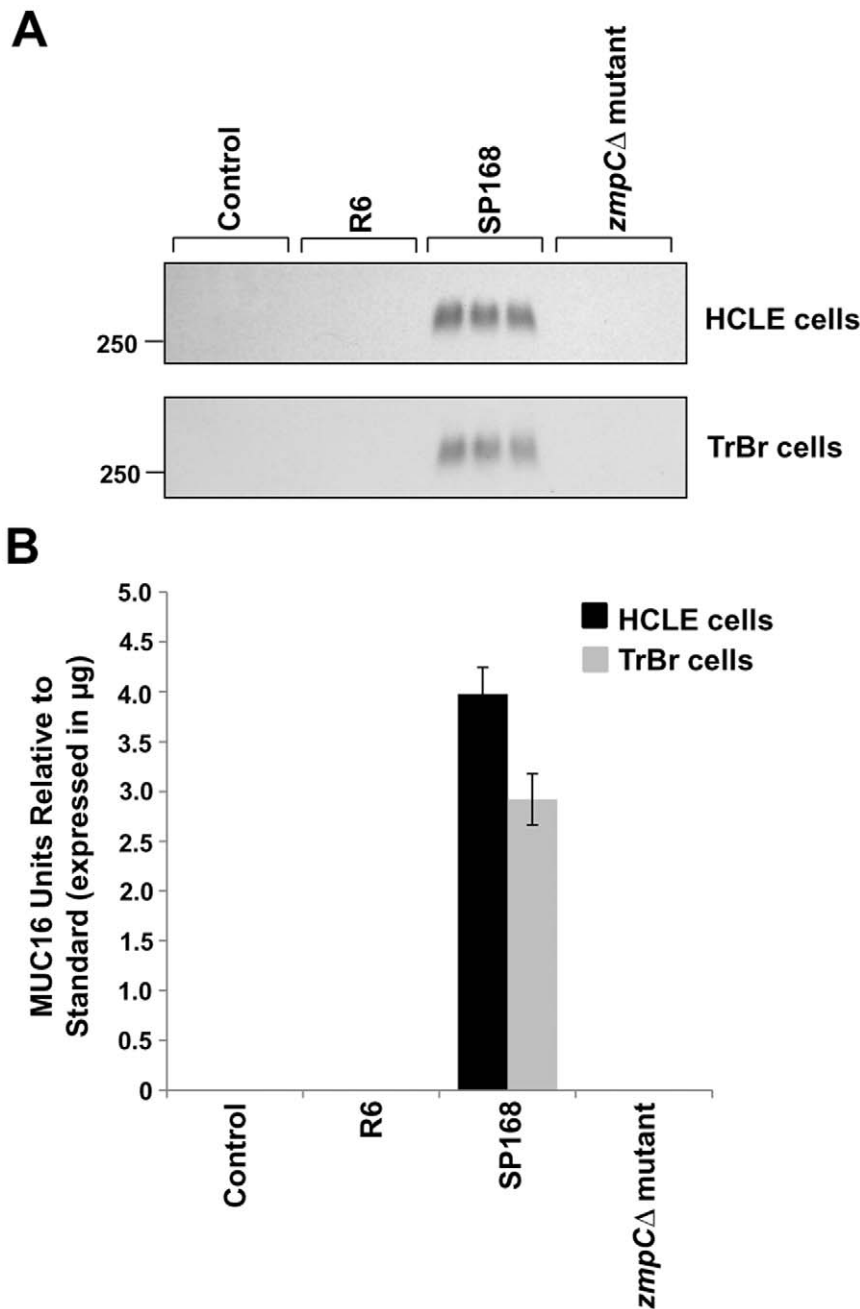 A
Control
R6
SP168
zmpCΔ mutant
250
HCLE cells
250
TrBr cells
B
MUC16 Units Relative to
Standard (expressed in µg)
5.0
4.5
4.0
3.5
3.0
2.5
2.0
1.5
1.0
0.5
0
HCLE cells
TrBr cells
Control
R6
SP168
zmpCΔ mutant